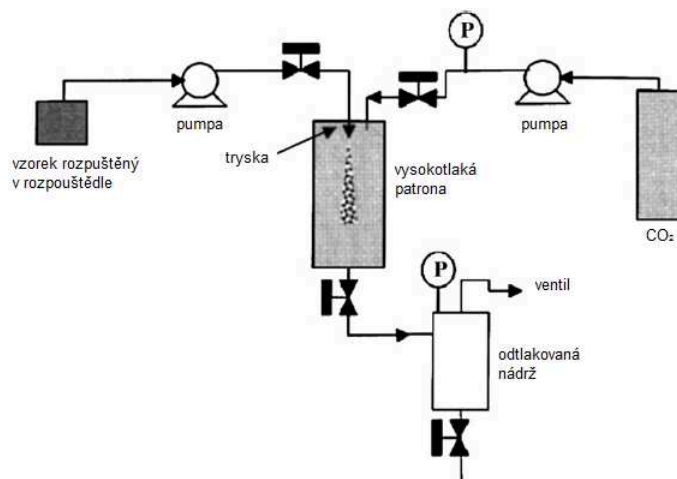 P
pumpa
pumpa
tryska
vzorek rozpuštěný
v rozpouštědle
vysokotlaká
patrona
CO₂
P
ventil
odtlakovaná
nádrž